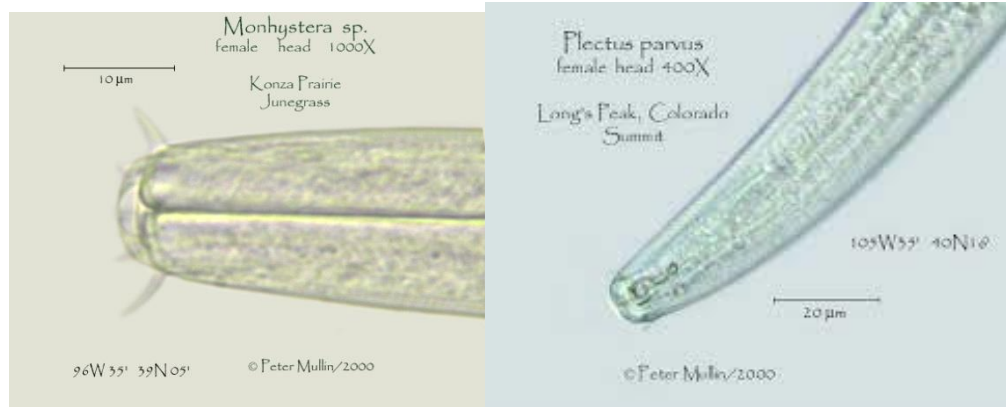 Monhystera sp.
female head 1000X
10 µm
Konza Prairie
Junegrass
96W 35' 39N 05'
© Peter Mullin/2000
Plectus parvus
female head 400X
Long's Peak, Colorado
Summit
105W35' 40N16
20 µm
© Peter Mullin/2000